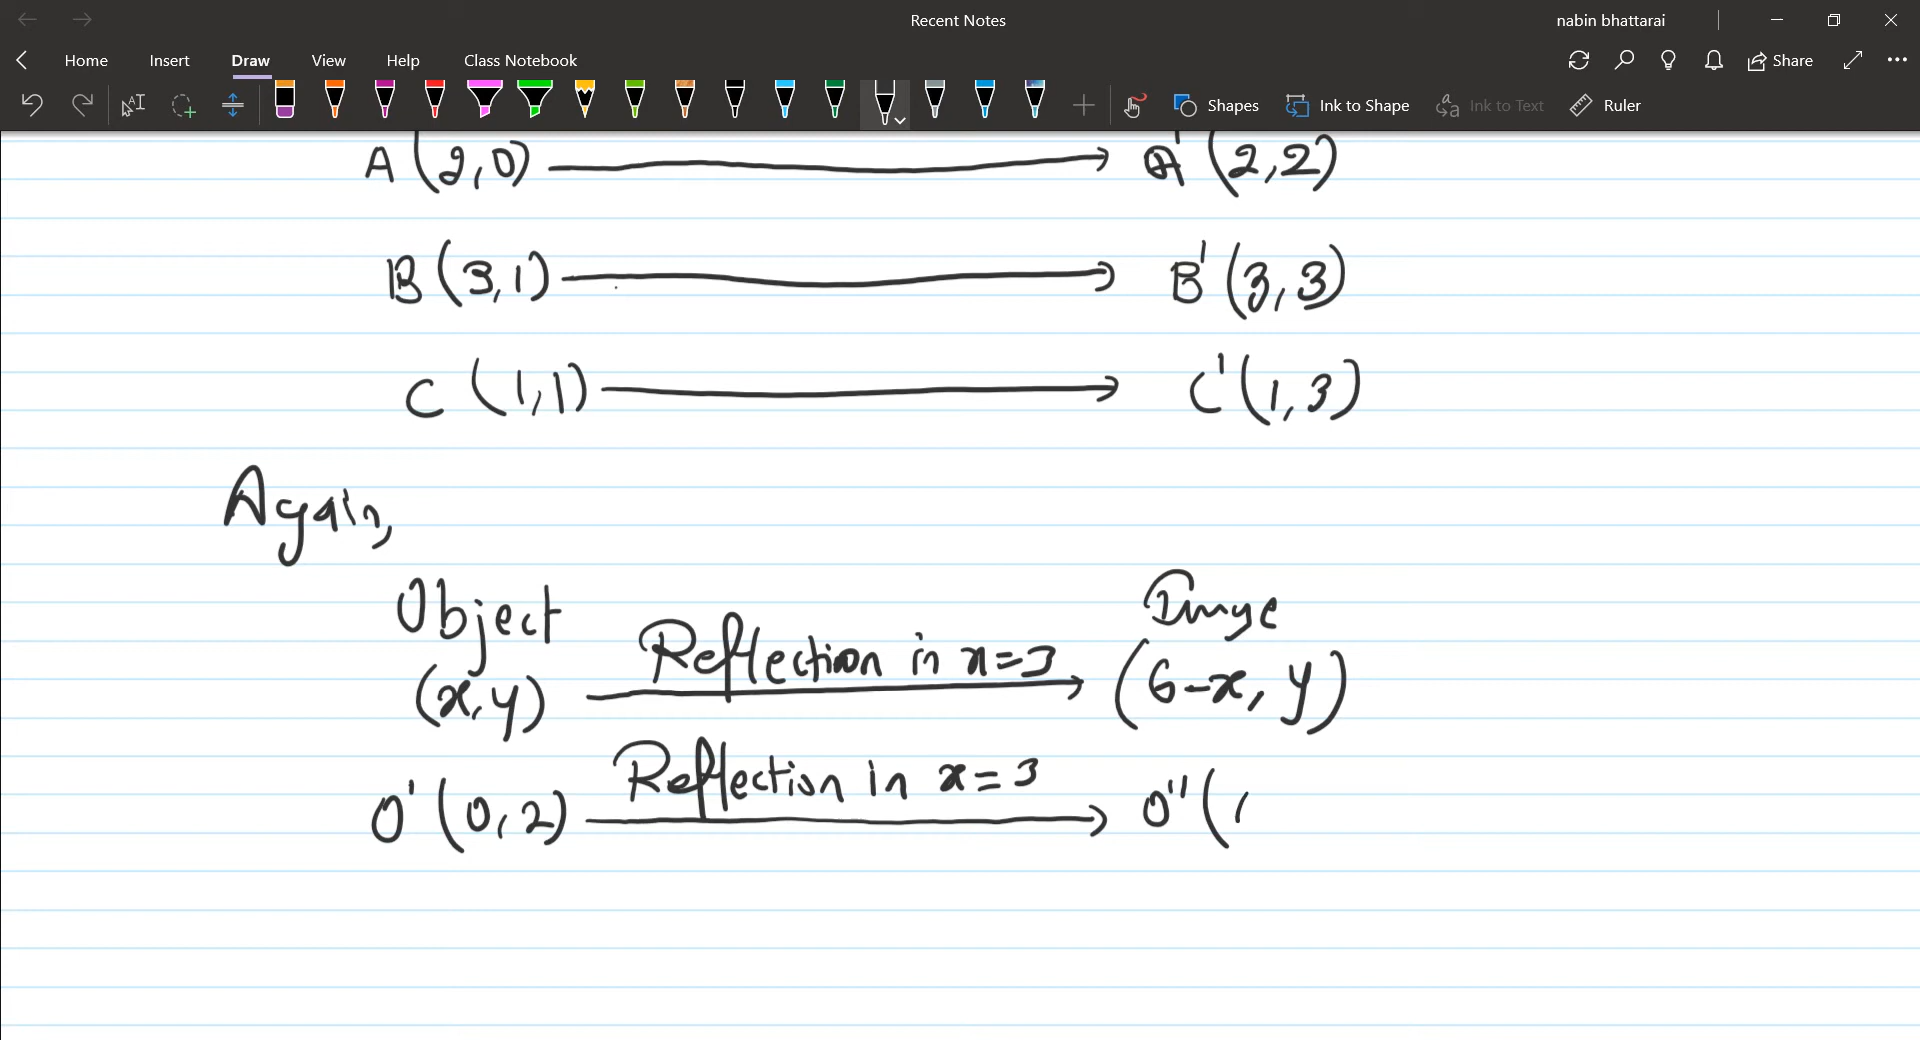 Recent Notes
nabin bhattarai
Home Insert Draw View Help Class Notebook
Share
Shapes Ink to Shape Ink to Text Ruler
A (2,0) ⟶ A' (2,2)
B (3,1) ⟶ B' (3,3)
C (1,1) ⟶ C' (1,3)
Again,
Object Image
(x,y) Reflection in x=3 ⟶ (6-x, y)
O' (0,2) Reflection in x=3 ⟶ O'' (